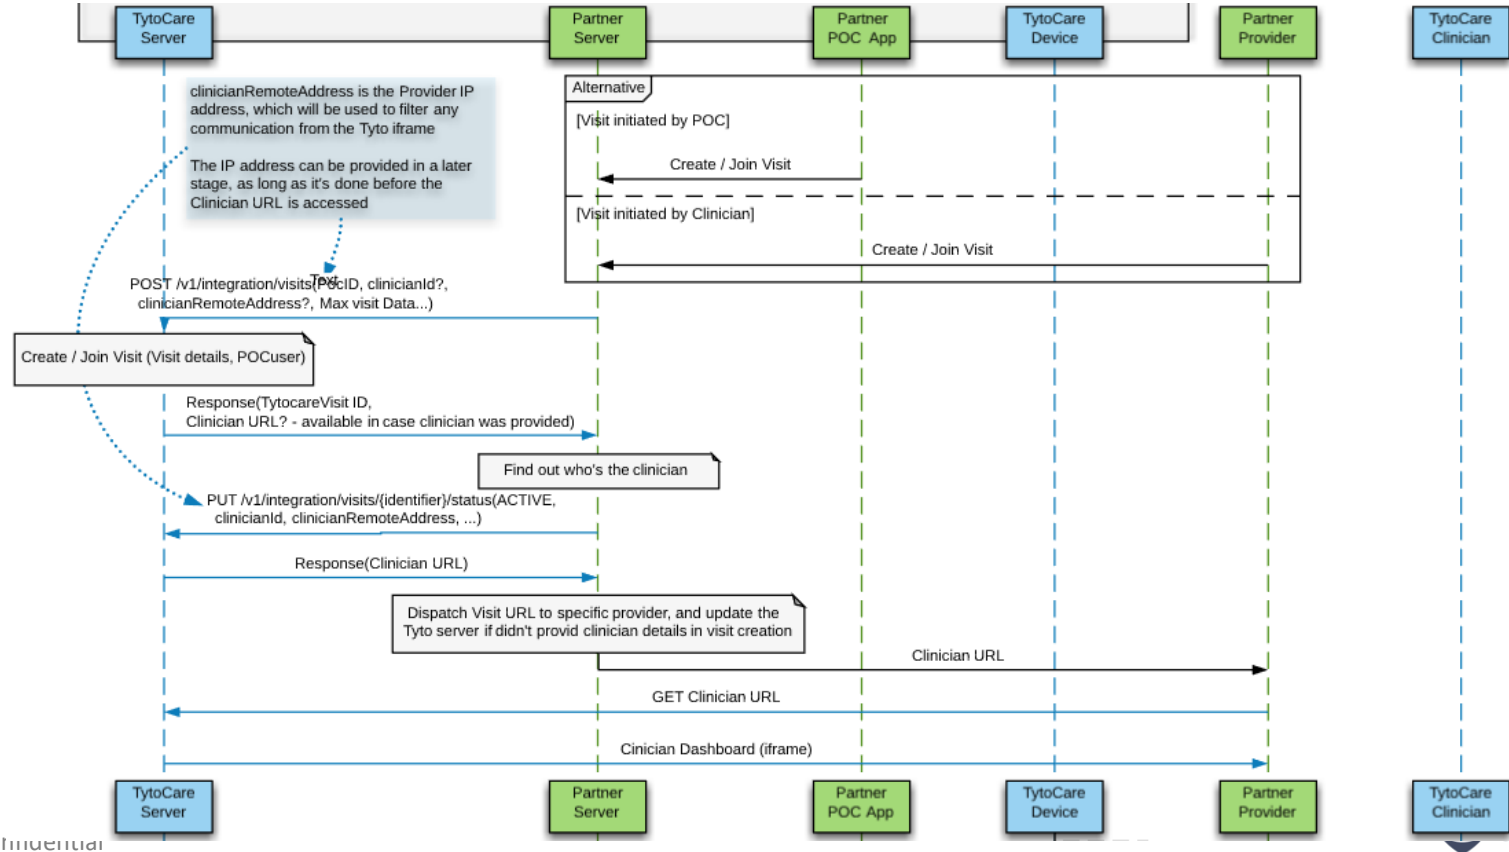 TytoCare
Server
Partner
Server
Partner
POC App
TytoCare
Device
Partner
Provider
TytoCare
Clinician
clinicianRemoteAddress is the Provider IP
address, which will be used to filter any
communication from the Tyto iframe
The IP address can be provided in a later
stage, as long as it's done before the
Clinician URL is accessed
Alternative
[Visit initiated by POC]
Create / Join Visit
[Visit initiated by Clinician]
Create / Join Visit
Text
POST /v1/integration/visits(PocID, clinicianId?,
clinicianRemoteAddress?, Max visit Data...)
Create / Join Visit (Visit details, POCuser)
Response(TytocareVisit ID,
Clinician URL? - available in case clinician was provided)
Find out who's the clinician
PUT /v1/integration/visits/{identifier}/status(ACTIVE,
clinicianId, clinicianRemoteAddress, ...)
Response(Clinician URL)
Dispatch Visit URL to specific provider, and update the
Tyto server if didn't provid clinician details in visit creation
Clinician URL
GET Clinician URL
Cinician Dashboard (iframe)
TytoCare
Server
Partner
Server
Partner
POC App
TytoCare
Device
Partner
Provider
TytoCare
Clinician